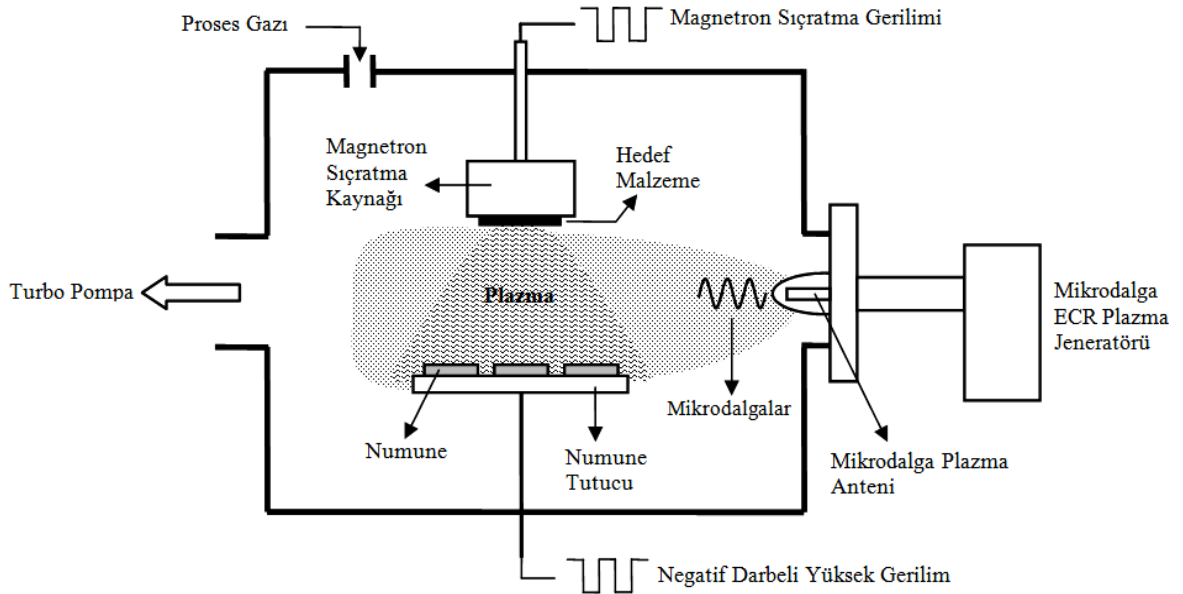 Magnetron Sıçratma Gerilimi
Proses Gazı
Magnetron
Sıçratma
Kaynağı
Hedef
Malzeme
Turbo Pompa
Plazma
Mikrodalga
ECR Plazma
Jeneratörü
Mikrodalgalar
Numune
Numune
Tutucu
Mikrodalga Plazma
Anteni
Negatif Darbeli Yüksek Gerilim